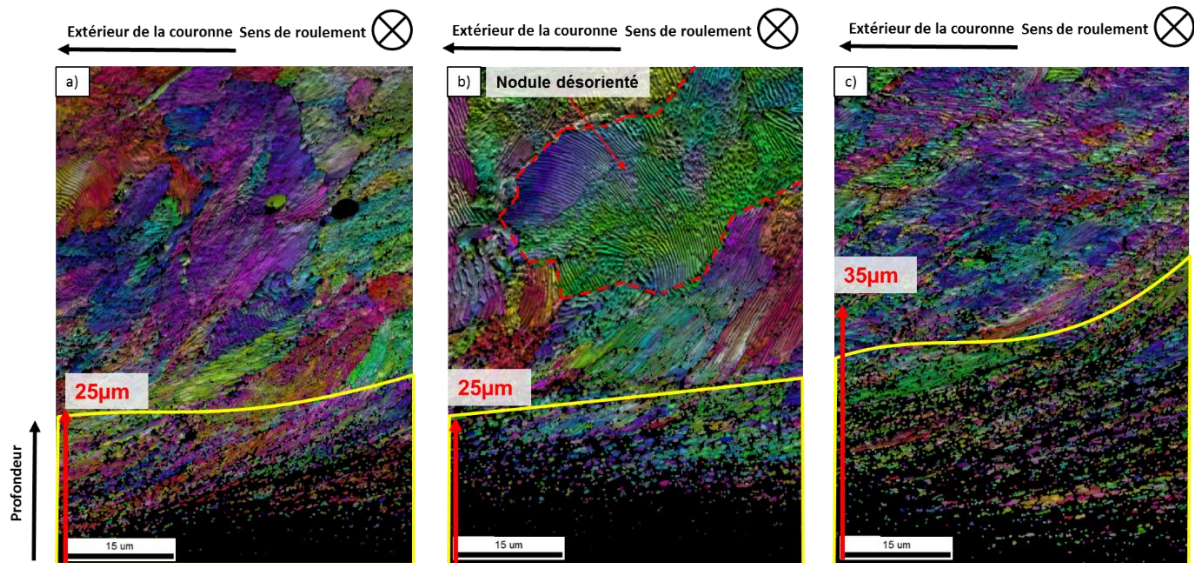 Extérieur de la couronne Sens de roulement
Extérieur de la couronne Sens de roulement
Extérieur de la couronne Sens de roulement
a)
b)
Nodule désorienté
c)
35µm
25µm
25µm
Profondeur
15 um
15 um
15 um